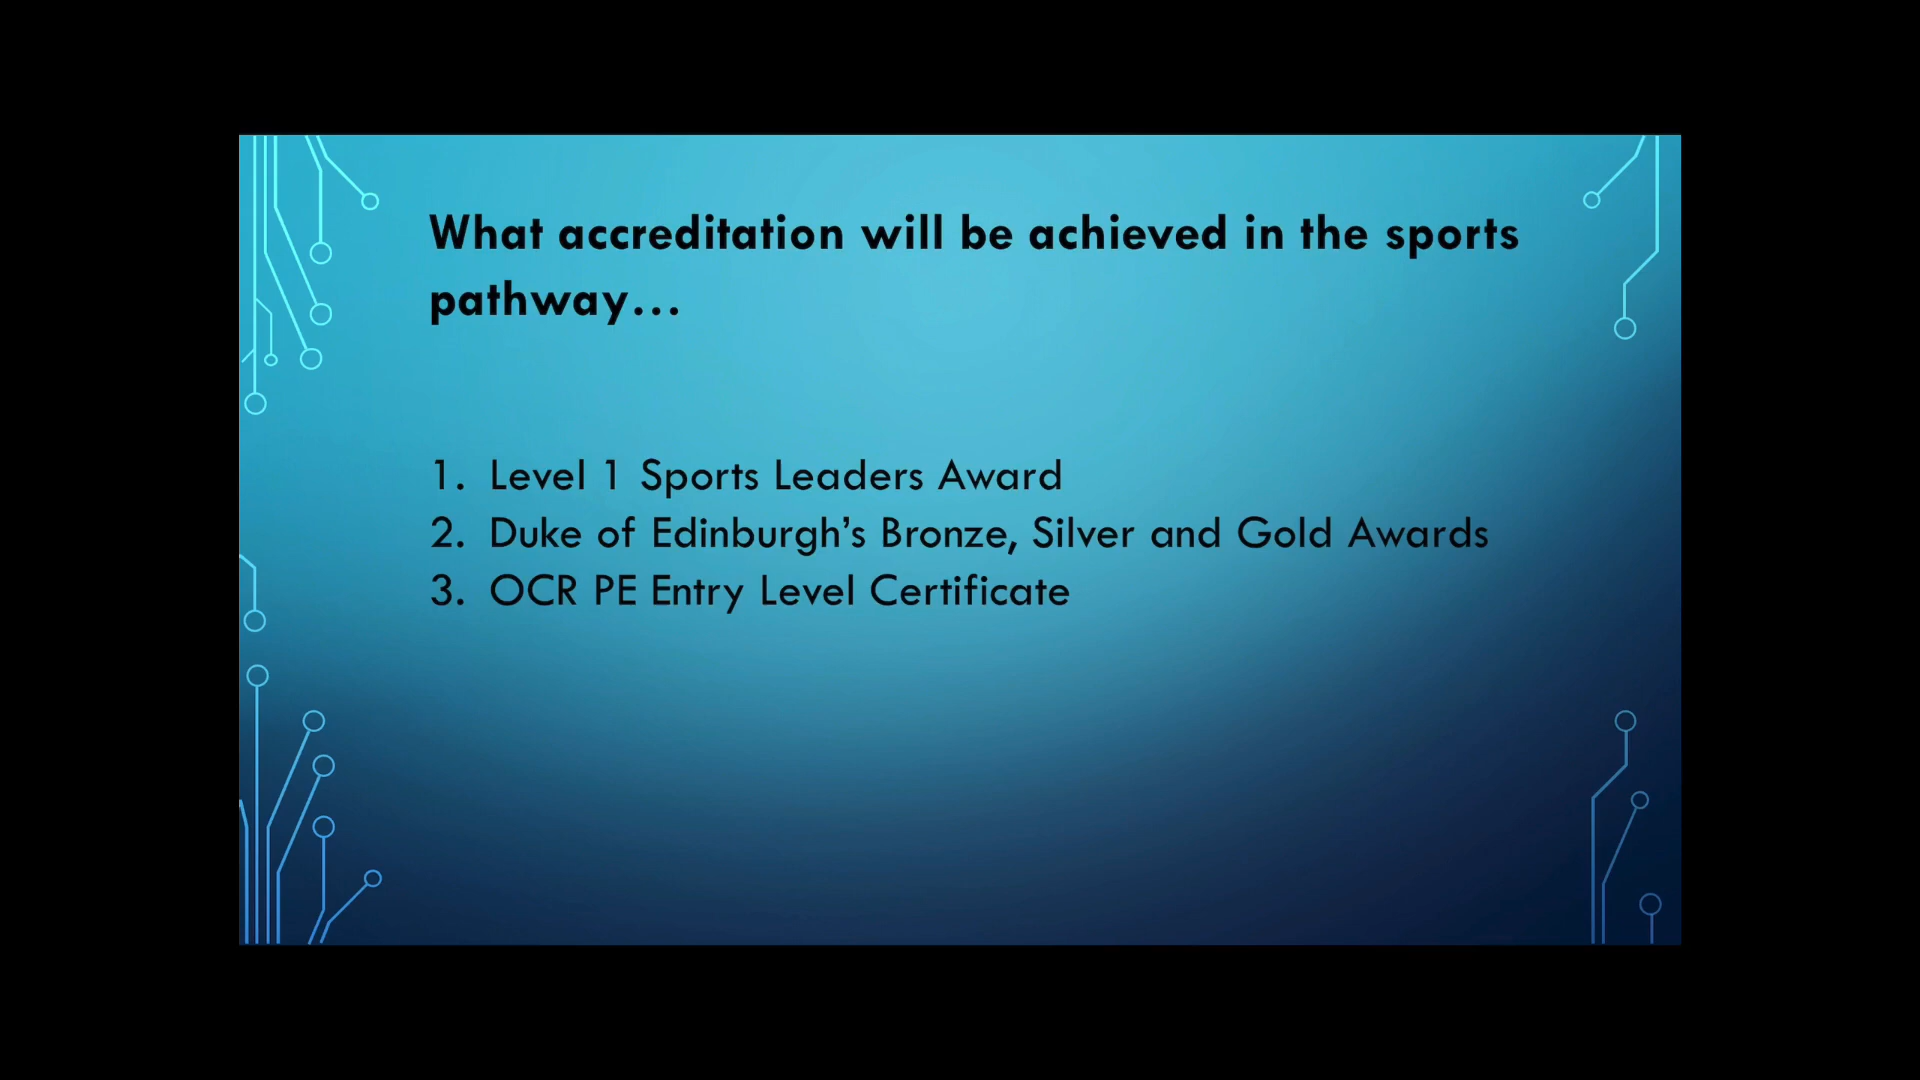 What accreditation will be achieved in the sports
pathway…
1. Level 1 Sports Leaders Award
2. Duke of Edinburgh’s Bronze, Silver and Gold Awards
3. OCR PE Entry Level Certificate